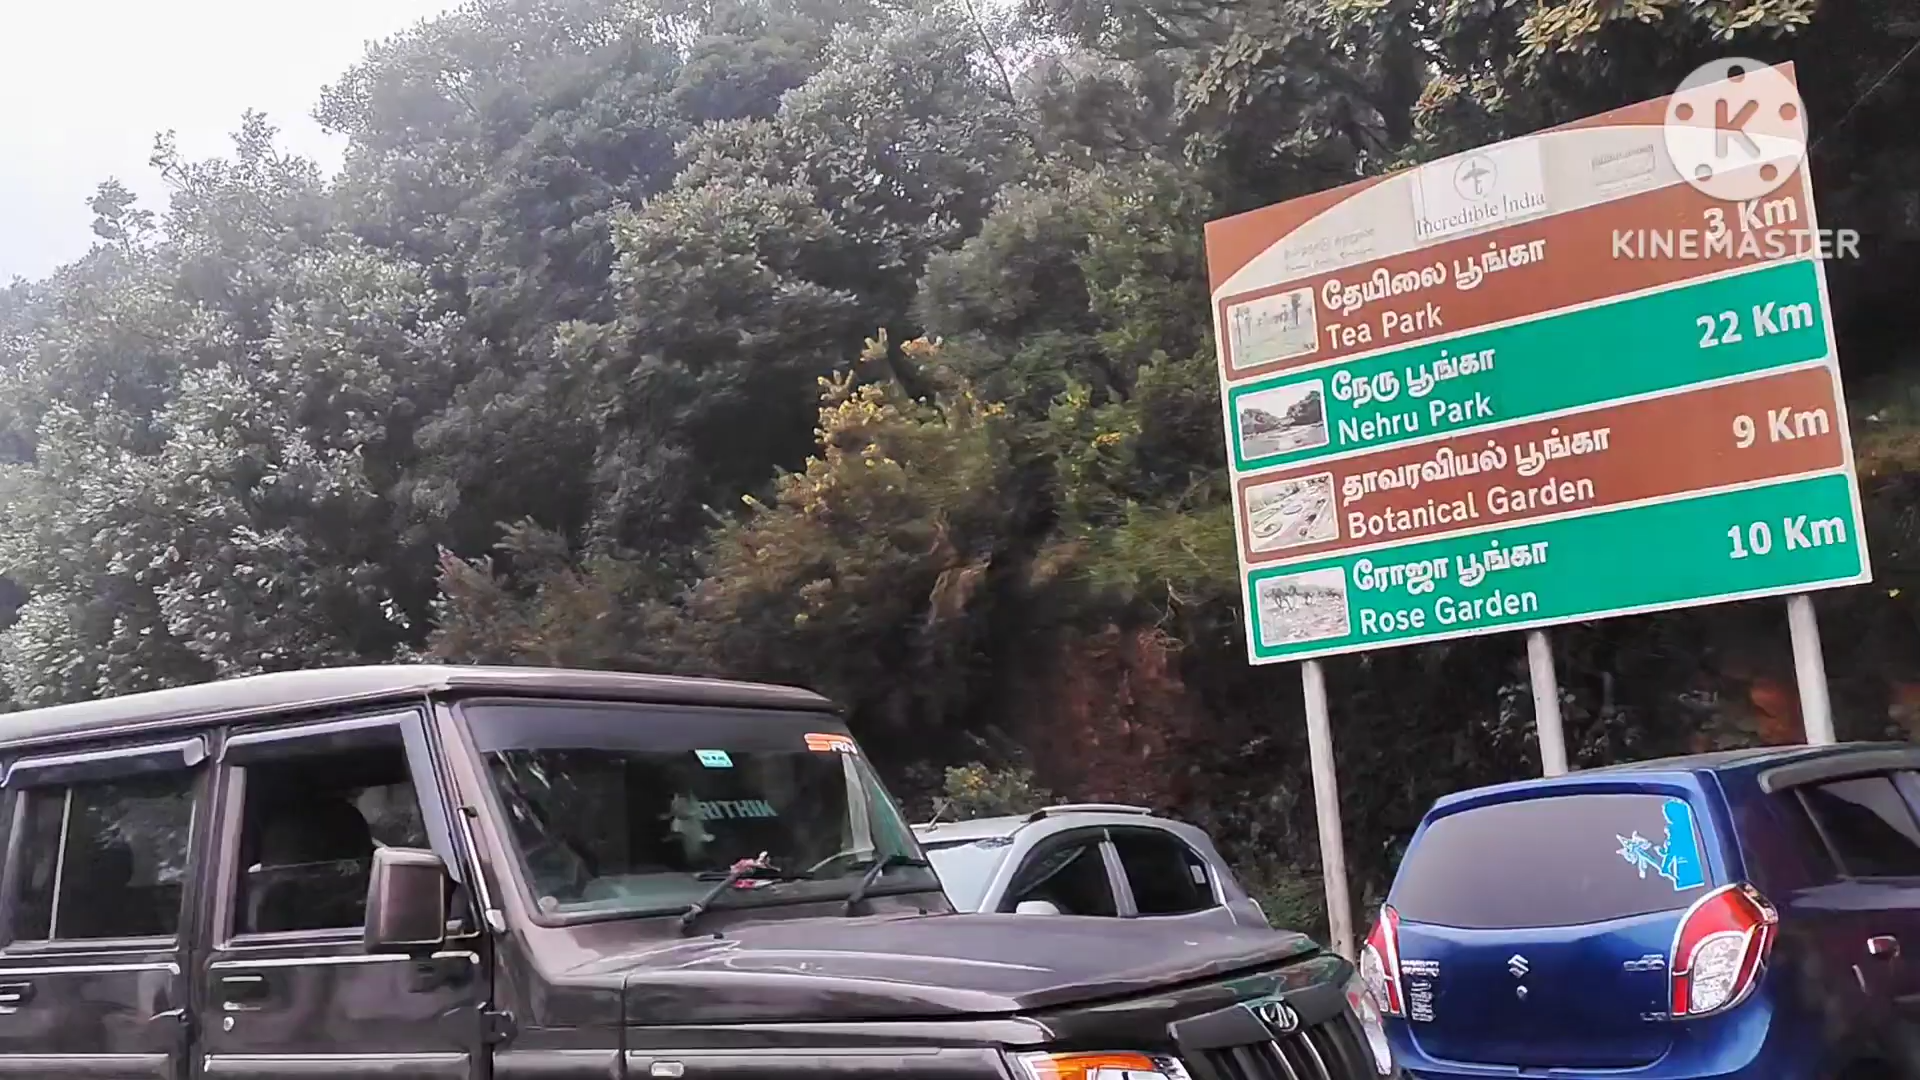 K
KINEMASTER
Incredible India
தேயிலை பூங்கா
Tea Park
3 Km
நேரு பூங்கா
Nehru Park
22 Km
தாவரவியல் பூங்கா
Botanical Garden
9 Km
ரோஜா பூங்கா
Rose Garden
10 Km
SRN